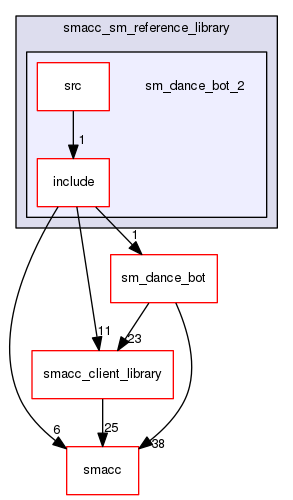 smacc_sm_reference_library
src
sm_dance_bot_2
1
include
1
sm_dance_bot
11
23
smacc_client_library
6
25
38
smacc